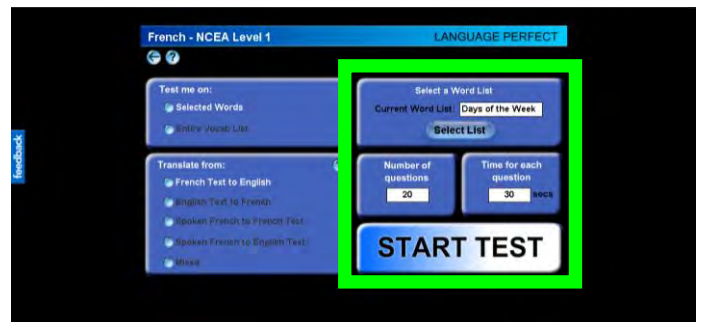 French - NCEA Level 1
LANGUAGE PERFECT
Test me on:
Selected Words
Entire Vocab List
Select a Word List
Current Word List: Days of the Week
Select List
Translate from:
French Text to English
English Text to French
Spoken French to French Text
Spoken French to English Text
Mixed
Number of
questions
20
Time for each
question
30 secs
START TEST
feedback